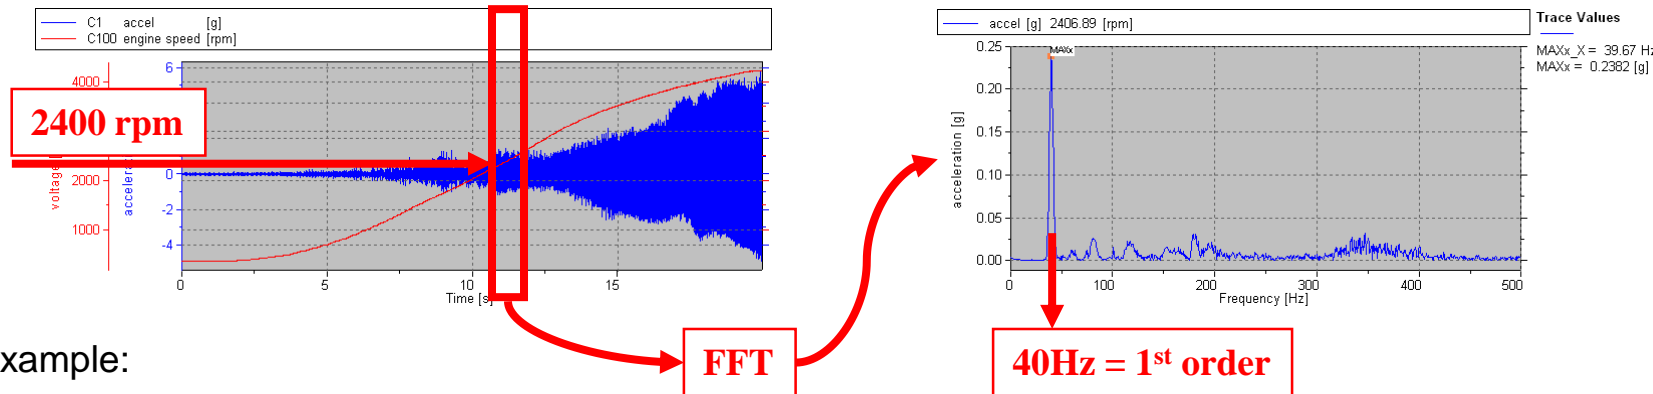 C1 accel [g]
C100 engine speed [rpm]
6
4000
2400 rpm
0
2000
-2
1000
-4
voltage
accelera
0 5 10 15
Time [s]
FFT
accel [g] 2406.89 [rpm]
Trace Values
MAXx_X = 39.67 Hz
MAXx = 0.2382 [g]
MAXx
0.25
0.20
0.15
0.10
0.05
0.00
acceleration [g]
0 100 200 300 400 500
Frequency [Hz]
40Hz = 1st order
xample: